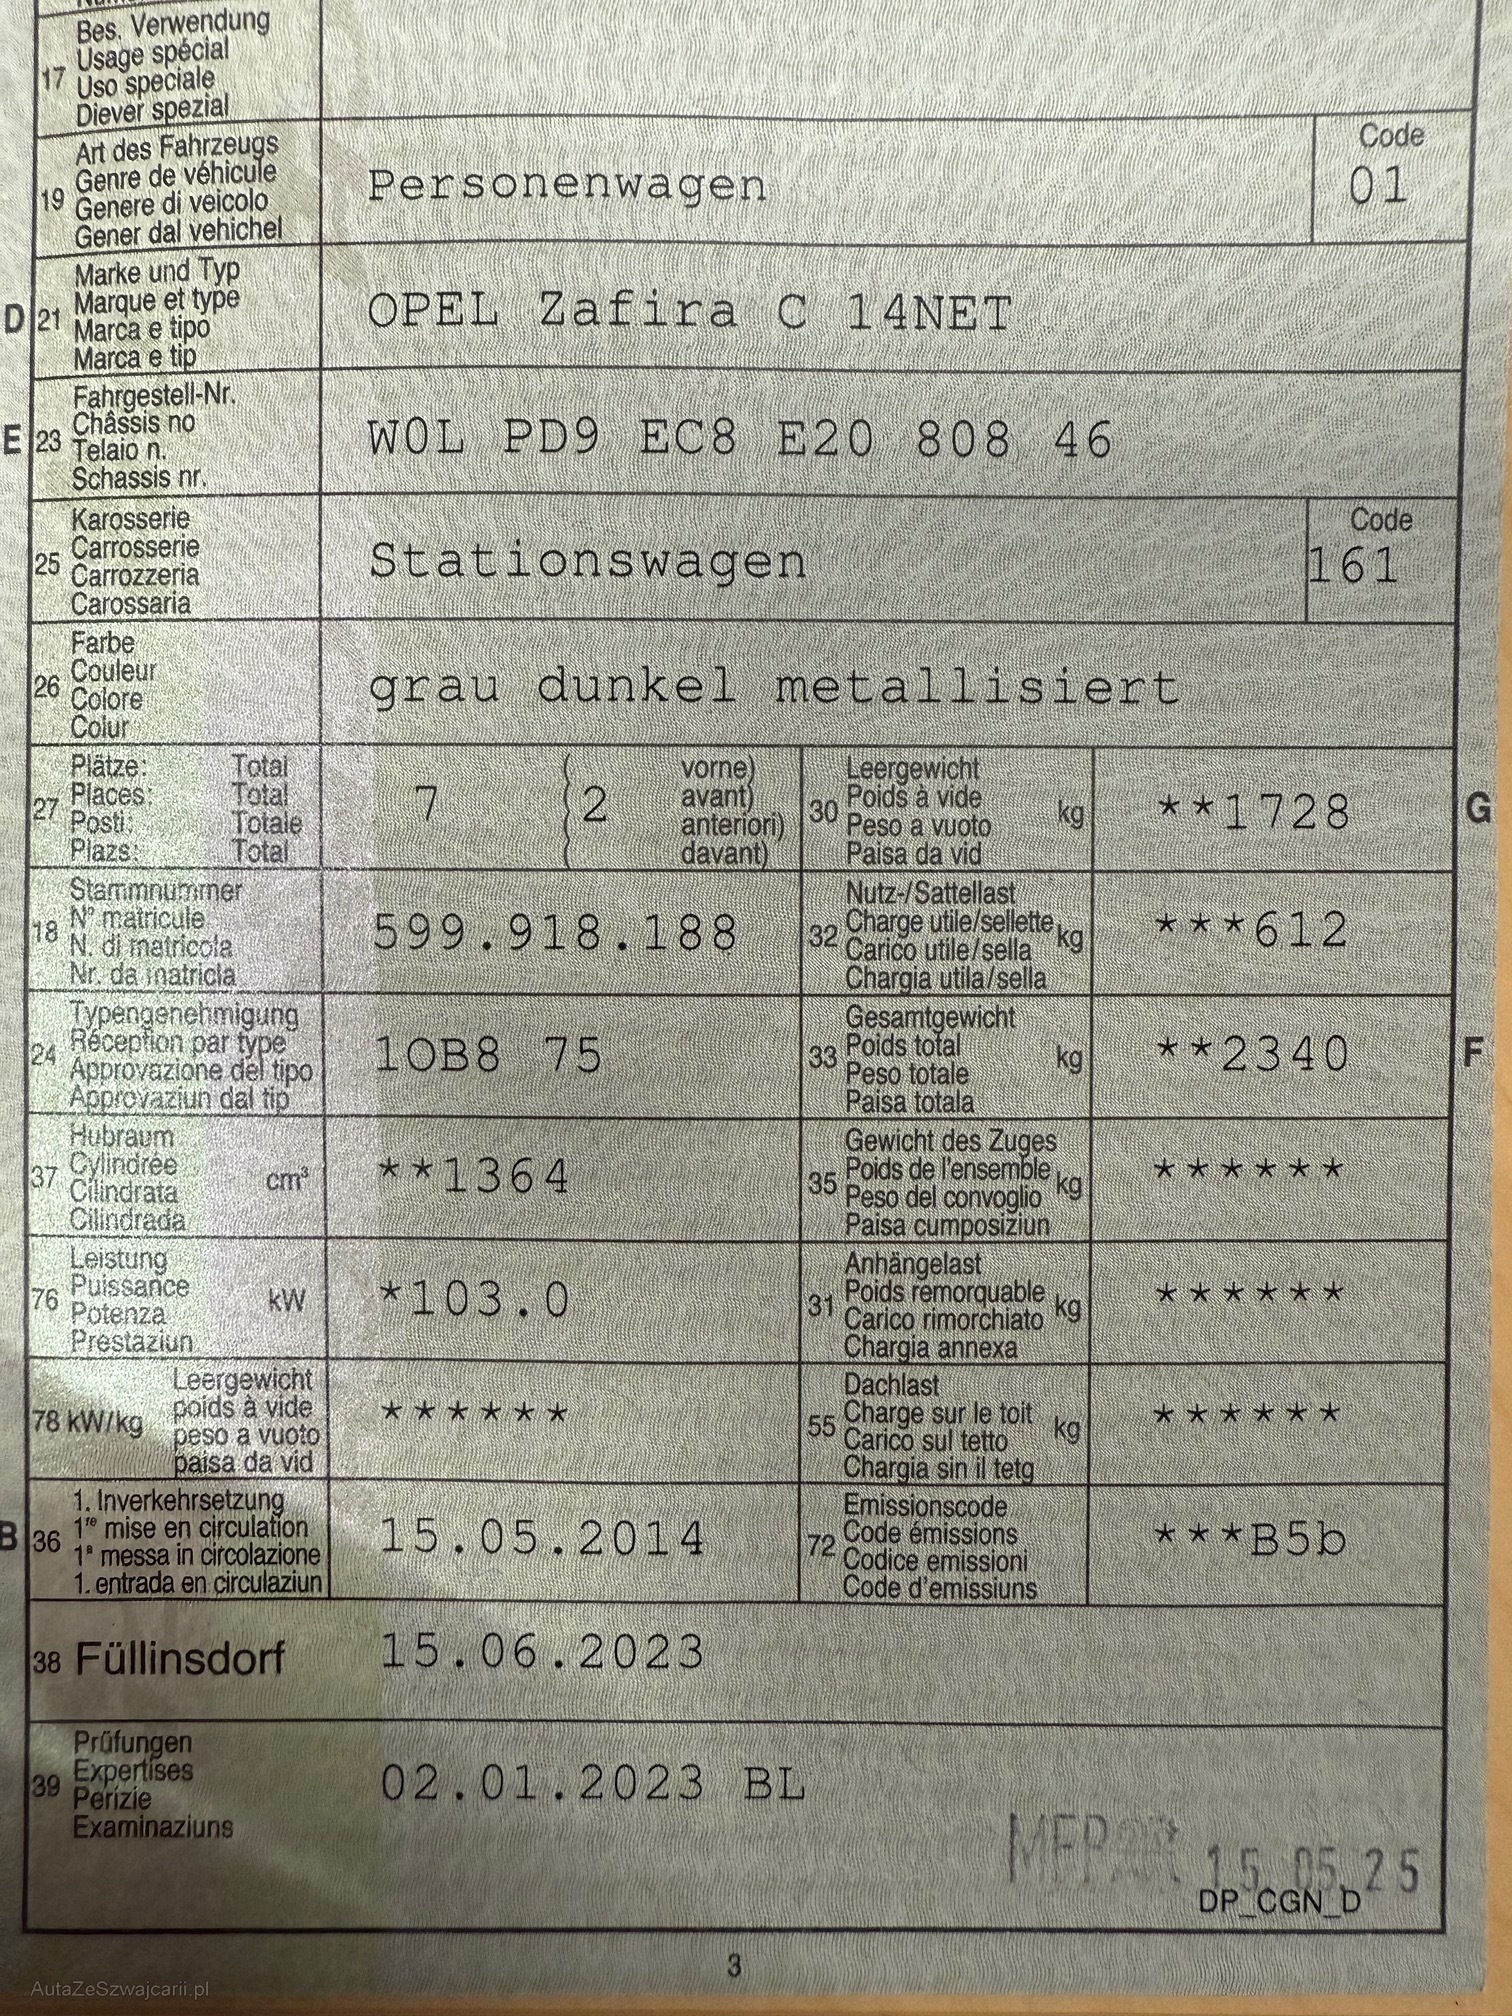 Bes. Verwendung
17 Usage spécial
Uso speciale
Diever spezial
Art des Fahrzeugs
19 Genre de véhicule
Genere di veicolo
Gener dal vehichel
Personenwagen
Code
01
Marke und Typ
D 21 Marque et type
Marca e tipo
Marca e tip
OPEL Zafira C 14NET
Fahrgestell-Nr.
E 23 Châssis no
Telaio n.
Schassis nr.
W0L PD9 EC8 E20 808 46
Karosserie
25 Carrosserie
Carrozzeria
Carossaria
Stationswagen
Code
161
Farbe
26 Couleur
Colore
Colur
grau dunkel metallisiert
Plätze: Total
27 Places: Total
Posti: Totale
Plazs: Total
7 ( 2
vorne)
avant)
anteriori)
davant)
Leergewicht
30 Poids à vide kg
Peso a vuoto
Paisa da vid
**1728
G
Stammnummer
18 N° matricule
N. di matricola
Nr. da matricla
599.918.188
Nutz-/Sattellast
32 Charge utile/sellette kg
Carico utile/sella
Chargia utila/sella
***612
Typengenehmigung
24 Réception par type
Approvazione del tipo
Approvaziun dal tip
1OB8 75
Gesamtgewicht
33 Poids total kg
Peso totale
Paisa totala
**2340
F
Hubraum
37 Cylindrée cm³
Cilindrata
Cilindrada
**1364
Gewicht des Zuges
35 Poids de l'ensemble kg
Peso del convoglio
Paisa cumposiziun
******
Leistung
76 Puissance kW
Potenza
Prestaziun
*103.0
Anhängelast
31 Poids remorquable kg
Carico rimorchiato
Chargia annexa
******
Leergewicht
78 kW/kg poids à vide
peso a vuoto
paisa da vid
******
Dachlast
55 Charge sur le toit kg
Carico sul tetto
Chargia sin il tetg
******
1. Inverkehrsetzung
B 36 1re mise en circulation
1a messa in circolazione
1. entrada en circulaziun
15.05.2014
Emissionscode
72 Code émissions
Codice emissioni
Code d'emissiuns
***B5b
38 Füllinsdorf 15.06.2023
Prüfungen
39 Expertises
Perizie
Examinaziuns
02.01.2023 BL
15.05.25
DP_CGN_D
3
AutaZeSzwajcarii.pl